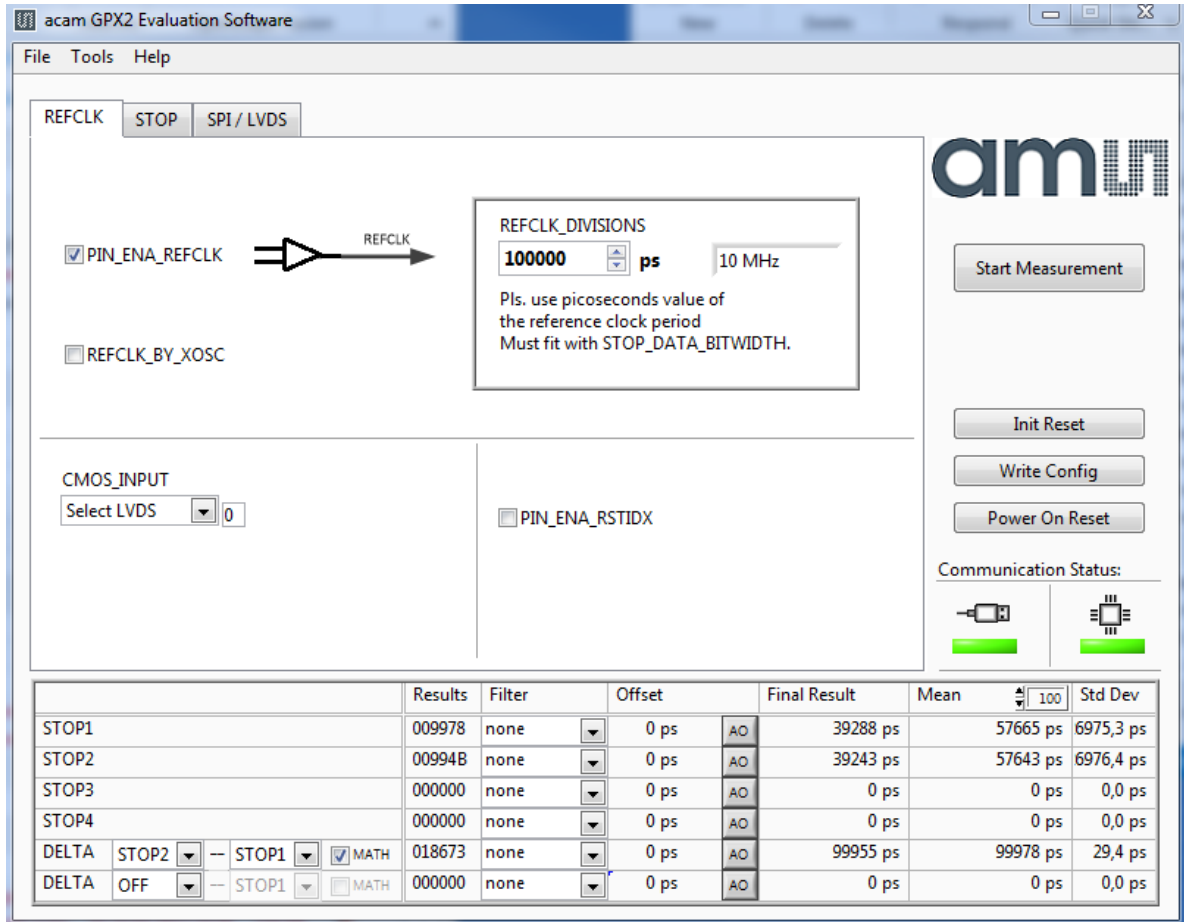 acam GPX2 Evaluation Software
File Tools Help
REFCLK STOP SPI / LVDS
amu
PIN_ENA_REFCLK
REFCLK
REFCLK_DIVISIONS
100000 ps 10 MHz
Pls. use picoseconds value of
the reference clock period
Must fit with STOP_DATA_BITWIDTH.
REFCLK_BY_XOSC
Start Measurement
Init Reset
Write Config
Power On Reset
CMOS_INPUT
Select LVDS 0
PIN_ENA_RSTIDX
Communication Status:
Results Filter Offset Final Result Mean 100 Std Dev
STOP1 009978 none 0 ps AO 39288 ps 57665 ps 6975,3 ps
STOP2 00994B none 0 ps AO 39243 ps 57643 ps 6976,4 ps
STOP3 000000 none 0 ps AO 0 ps 0 ps 0,0 ps
STOP4 000000 none 0 ps AO 0 ps 0 ps 0,0 ps
DELTA STOP2 -- STOP1 MATH 018673 none 0 ps AO 99955 ps 99978 ps 29,4 ps
DELTA OFF -- STOP1 MATH 000000 none 0 ps AO 0 ps 0 ps 0,0 ps